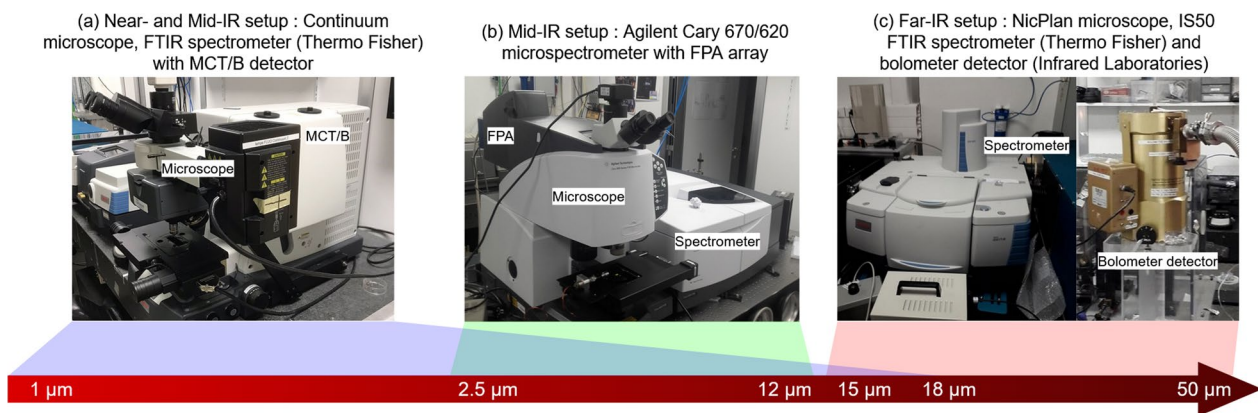 (a) Near- and Mid-IR setup : Continuum
microscope, FTIR spectrometer (Thermo Fisher)
with MCT/B detector
(b) Mid-IR setup : Agilent Cary 670/620
microspectrometer with FPA array
(c) Far-IR setup : NicPlan microscope, IS50
FTIR spectrometer (Thermo Fisher) and
bolometer detector (Infrared Laboratories)
MCT/B
Microscope
FPA
Microscope
Spectrometer
Spectrometer
Bolometer detector
1 µm
2.5 µm
12 µm
15 µm
18 µm
50 µm